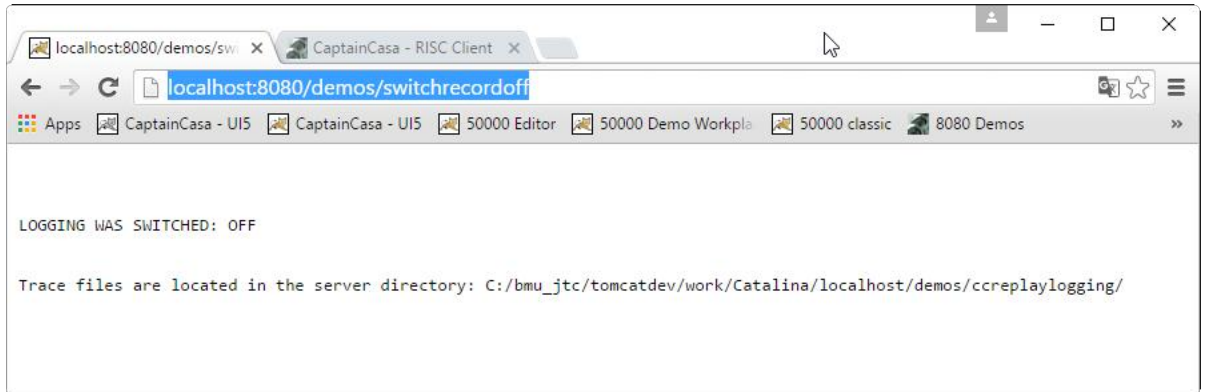 localhost:8080/demos/sw CaptainCasa - RISC Client
localhost:8080/demos/switchrecordoff
Apps CaptainCasa - UI5 CaptainCasa - UI5 50000 Editor 50000 Demo Workpla 50000 classic 8080 Demos »
LOGGING WAS SWITCHED: OFF
Trace files are located in the server directory: C:/bmu_jtc/tomcatdev/work/Catalina/localhost/demos/ccreplaylogging/